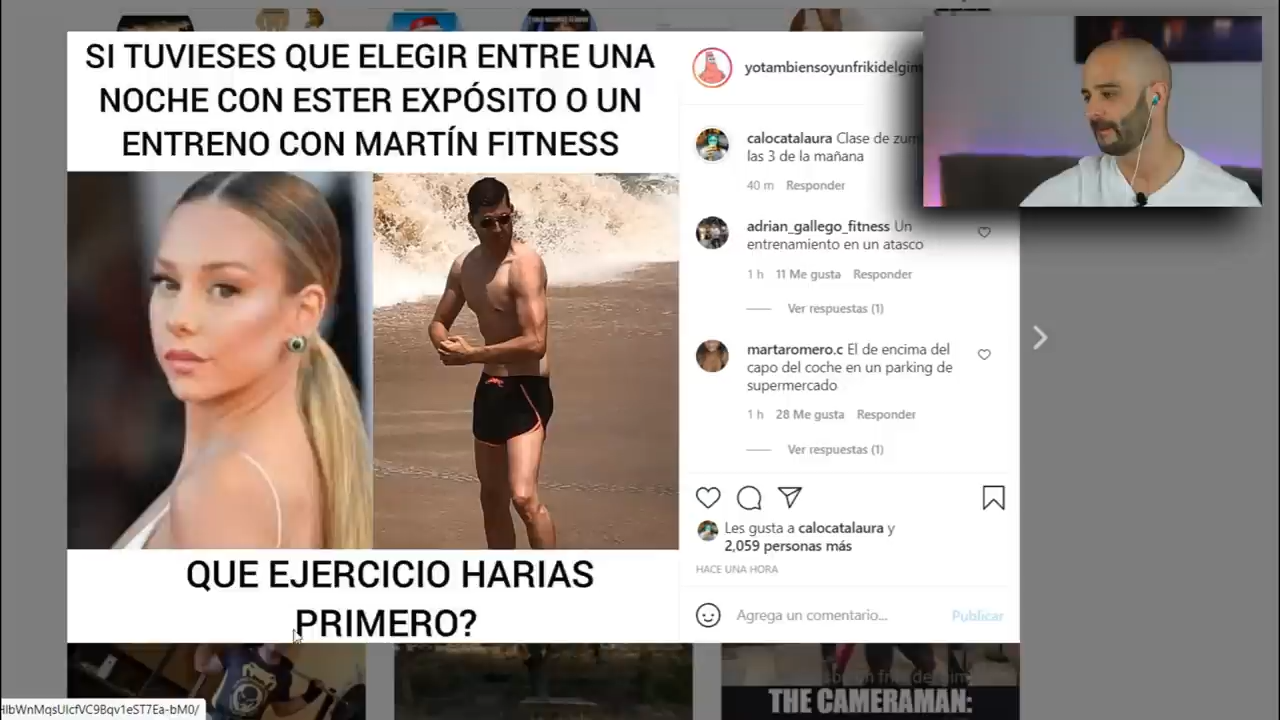 SI TUVIESES QUE ELEGIR ENTRE UNA
NOCHE CON ESTER EXPÓSITO O UN
ENTRENO CON MARTÍN FITNESS
QUE EJERCICIO HARIAS
PRIMERO?
yotambiensoyunfrikidelgim
calocatalaura Clase de zum
las 3 de la mañana
40 m Responder
adrian_gallego_fitness Un
entrenamiento en un atasco
1 h 11 Me gusta Responder
Ver respuestas (1)
martaromero.c El de encima del
capo del coche en un parking de
supermercado
1 h 28 Me gusta Responder
Ver respuestas (1)
Les gusta a calocatalaura y
2,059 personas más
HACE UNA HORA
Agrega un comentario... Publicar
THE CAMERAMAN: